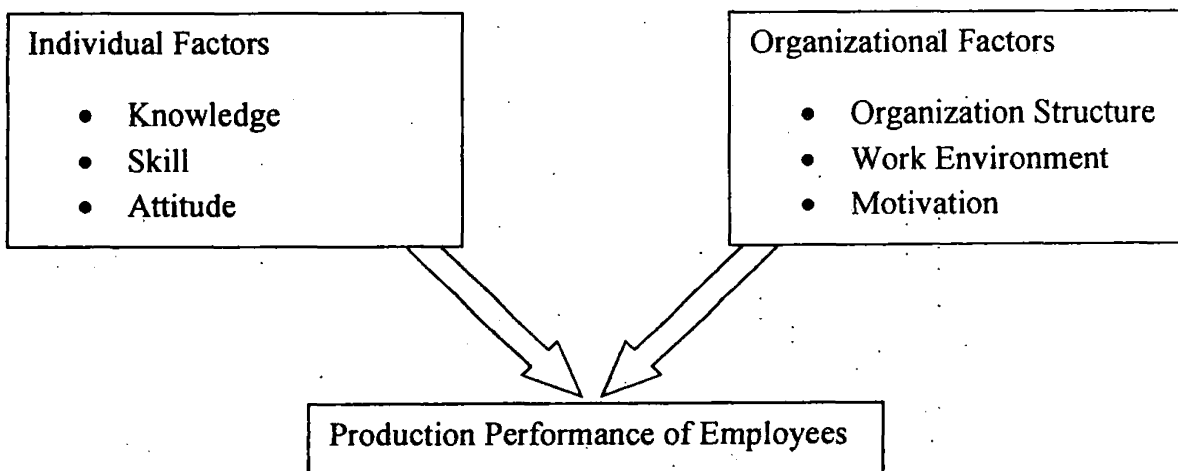 Individual Factors
• Knowledge
• Skill
• Attitude
Organizational Factors
• Organization Structure
• Work Environment
• Motivation
Production Performance of Employees